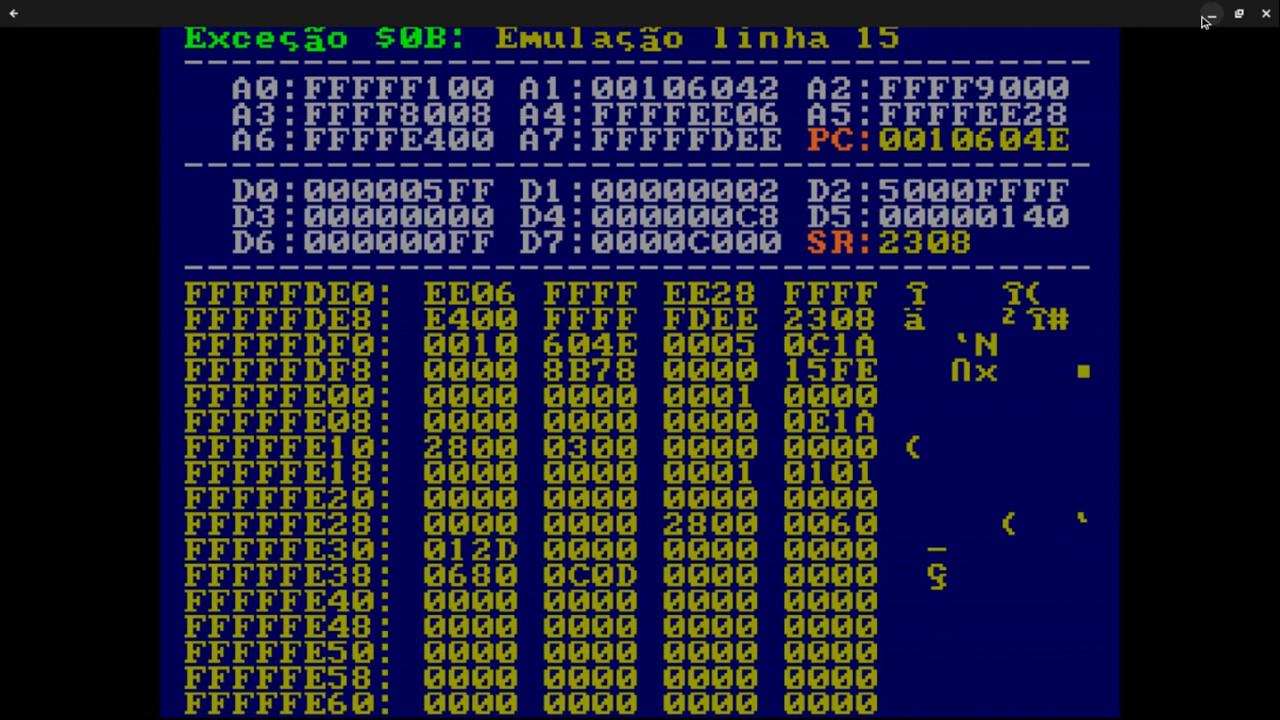 Exceção $0B: Emulação linha 15
--------------------------------------
A0:FFFFF100 A1:00106042 A2:FFFF9000
A3:FFFF8008 A4:FFFFEE06 A5:FFFFEE28
A6:FFFFE400 A7:FFFFFDEE PC:0010604E
--------------------------------------
D0:000005FF D1:00000002 D2:5000FFFF
D3:00000000 D4:000000C8 D5:00000140
D6:000000FF D7:0000C000 SR:2308
--------------------------------------
FFFFFDE0: EE06 FFFF EE28 FFFF î î(
FFFFFDE8: E400 FFFF FDEE 2308 ä ²î#
FFFFFDF0: 0010 604E 0005 0C1A `N
FFFFFDF8: 0000 8B78 0000 15FE x ■
FFFFFE00: 0000 0000 0001 0000
FFFFFE08: 0000 0000 0000 0E1A
FFFFFE10: 2800 0300 0000 0000 (
FFFFFE18: 0000 0000 0001 0101
FFFFFE20: 0000 0000 0000 0000
FFFFFE28: 0000 0000 2800 0060 ( `
FFFFFE30: 012D 0000 0000 0000 -
FFFFFE38: 0680 0C0D 0000 0000
FFFFFE40: 0000 0000 0000 0000
FFFFFE48: 0000 0000 0000 0000
FFFFFE50: 0000 0000 0000 0000
FFFFFE58: 0000 0000 0000 0000
FFFFFE60: 0000 0000 0000 0000